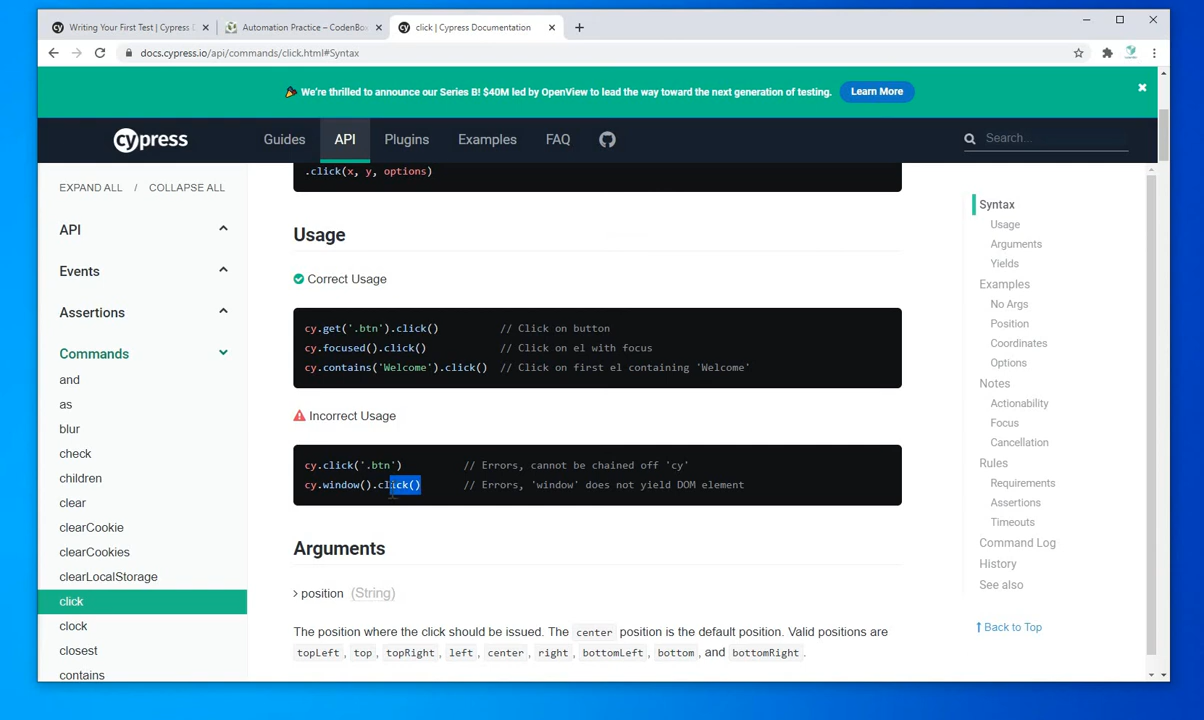 cy Writing Your First Test | Cypress D
Automation Practice – CodenBo
cy click | Cypress Documentation
docs.cypress.io/api/commands/click.html#Syntax
We're thrilled to announce our Series B! $40M led by OpenView to lead the way toward the next generation of testing. Learn More
cypress Guides API Plugins Examples FAQ Search...
EXPAND ALL / COLLAPSE ALL
API
Events
Assertions
Commands
and
as
blur
check
children
clear
clearCookie
clearCookies
clearLocalStorage
click
clock
closest
contains
.click(x, y, options)
Usage
Correct Usage
cy.get('.btn').click() // Click on button
cy.focused().click() // Click on el with focus
cy.contains('Welcome').click() // Click on first el containing 'Welcome'
Incorrect Usage
cy.click('.btn') // Errors, cannot be chained off 'cy'
cy.window().click() // Errors, 'window' does not yield DOM element
Arguments
> position (String)
The position where the click should be issued. The center position is the default position. Valid positions are
topLeft, top, topRight, left, center, right, bottomLeft, bottom, and bottomRight.
Syntax
Usage
Arguments
Yields
Examples
No Args
Position
Coordinates
Options
Notes
Actionability
Focus
Cancellation
Rules
Requirements
Assertions
Timeouts
Command Log
History
See also
Back to Top